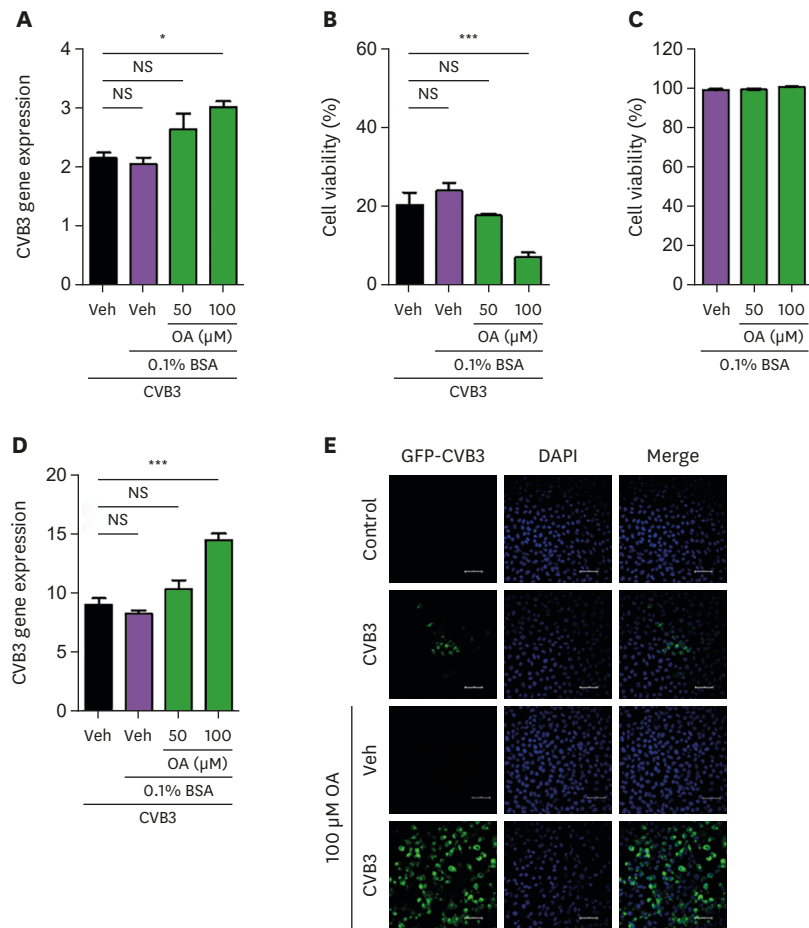 A
CVB3 gene expression
4
3
2
1
0
*
NS
NS
Veh Veh 50 100
OA (µM)
0.1% BSA
CVB3
B
Cell viability (%)
60
40
20
0
***
NS
NS
Veh Veh 50 100
OA (µM)
0.1% BSA
CVB3
C
Cell viability (%)
120
100
80
60
40
20
0
Veh 50 100
OA (µM)
0.1% BSA
D
CVB3 gene expression
20
15
10
5
0
***
NS
NS
Veh Veh 50 100
OA (µM)
0.1% BSA
CVB3
E
GFP-CVB3 DAPI Merge
Control
CVB3
100 µM OA
Veh
CVB3